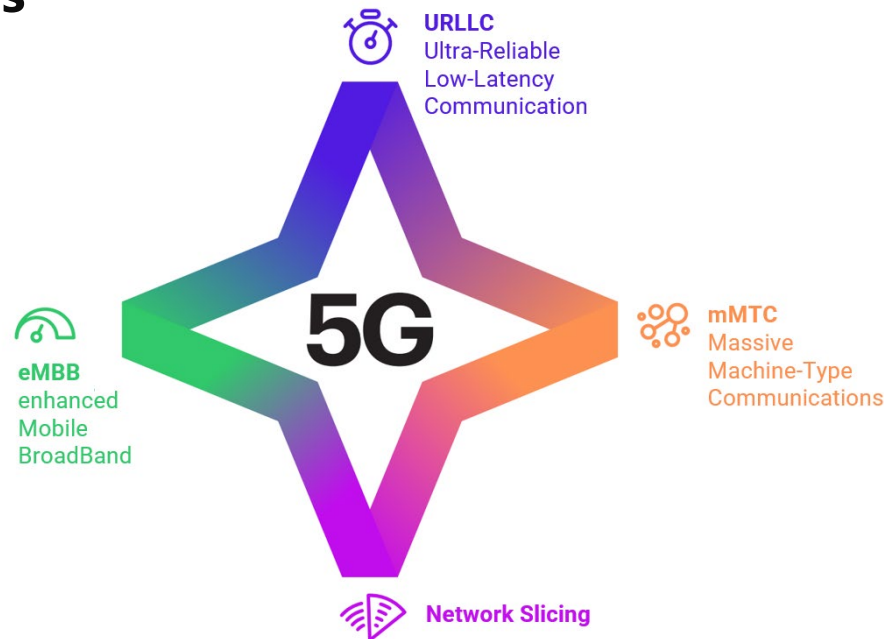 s
URLLC
Ultra-Reliable
Low-Latency
Communication
5G
eMBB
enhanced
Mobile
BroadBand
mMTC
Massive
Machine-Type
Communications
Network Slicing